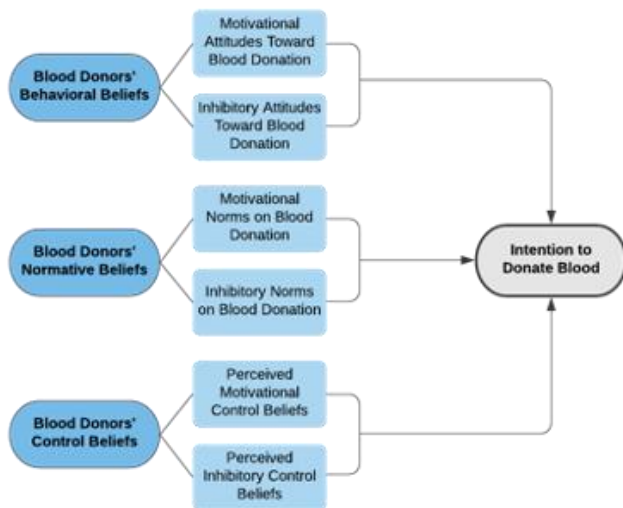 Motivational
Attitudes Toward
Blood Donation
Blood Donors'
Behavioral Beliefs
Inhibitory Attitudes
Toward Blood
Donation
Motivational
Norms on Blood
Donation
Blood Donors'
Normative Beliefs
Inhibitory Norms
on Blood Donation
Intention to
Donate Blood
Perceived
Motivational
Control Beliefs
Blood Donors'
Control Beliefs
Perceived
Inhibitory Control
Beliefs